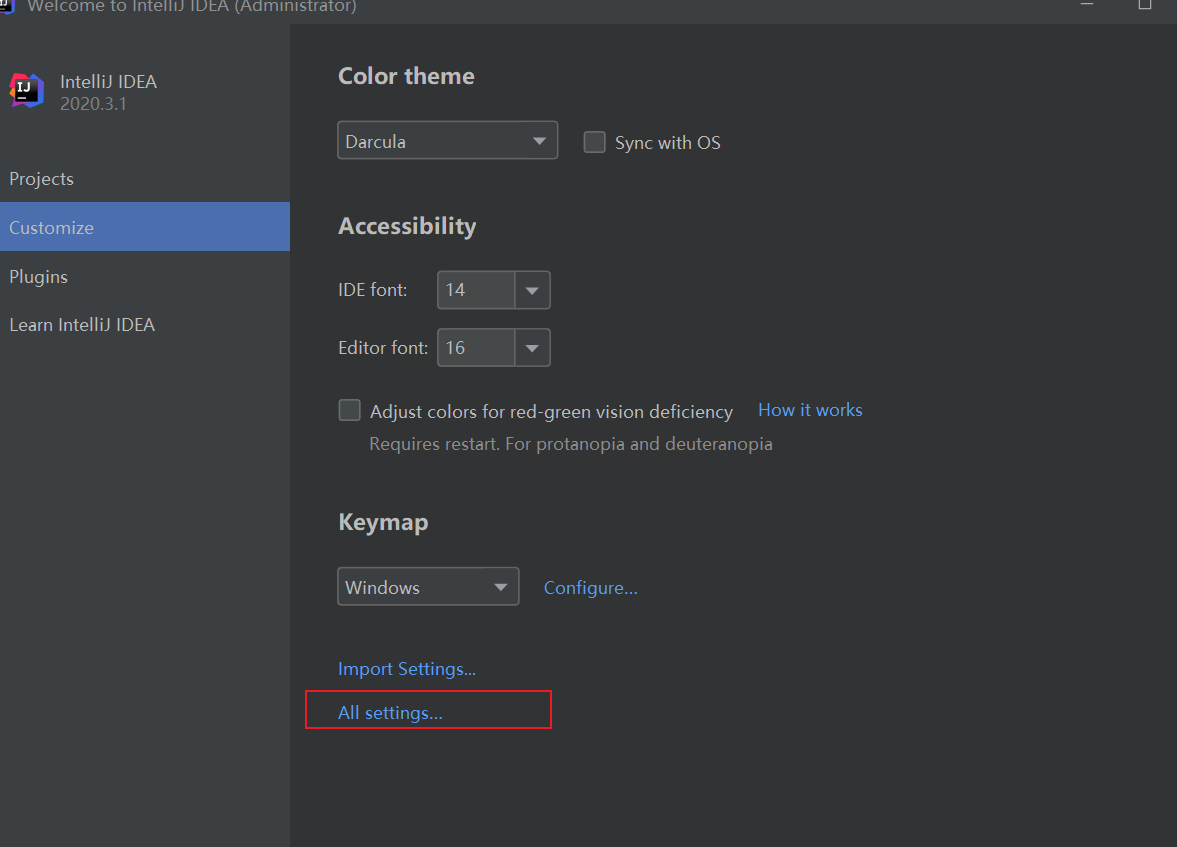 Welcome to IntelliJ IDEA (Administrator)
IJ
IntelliJ IDEA
2020.3.1
Projects
Customize
Plugins
Learn IntelliJ IDEA
Color theme
Darcula
Sync with OS
Accessibility
IDE font:
14
Editor font:
16
Adjust colors for red-green vision deficiency
How it works
Requires restart. For protanopia and deuteranopia
Keymap
Windows
Configure...
Import Settings...
All settings...